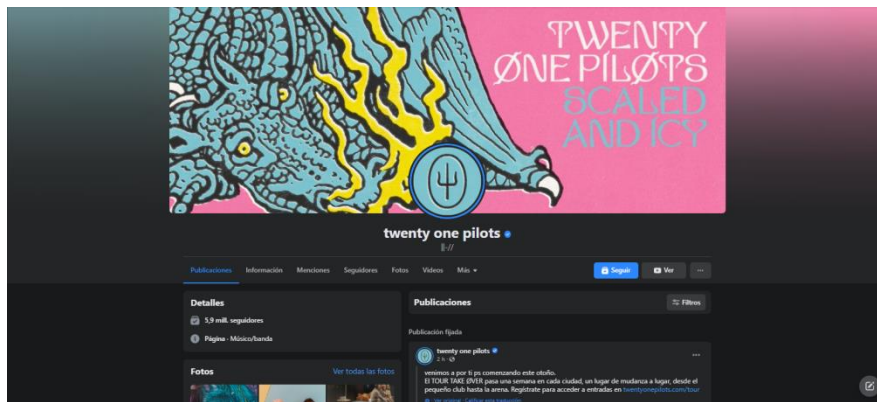 TWENTY
ØNE PILØTS
SCALED
AND ICY
twenty one pilots
||-//
Publicaciones Información Menciones Seguidores Fotos Videos Más
Seguir Ver ...
Detalles
5,9 mill. seguidores
Página · Músico/banda
Publicaciones
Filtros
Publicación fijada
twenty one pilots
2 h ·
venimos a por ti ps comenzando este otoño.
El TOUR TAKE ØVER pasa una semana en cada ciudad, un lugar de mudanza a lugar, desde el
pequeño club hasta la arena. Regístrate para acceder a entradas en twentyonepilots.com/tour
Fotos
Ver todas las fotos